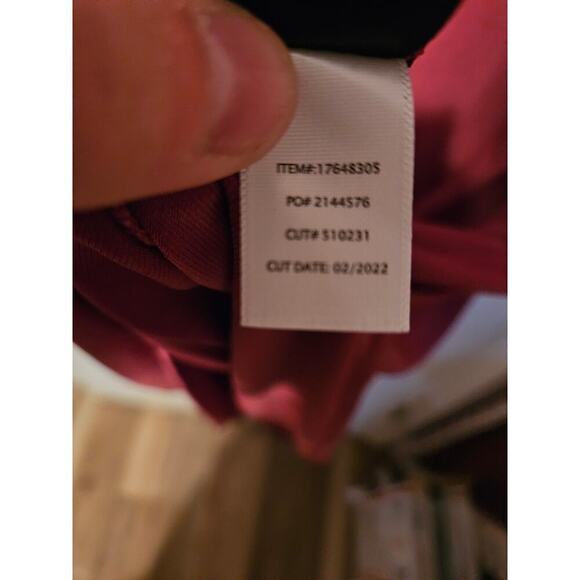 ITEM#:17648305
PO# 2144576
CUT# 510231
CUT DATE: 02/2022